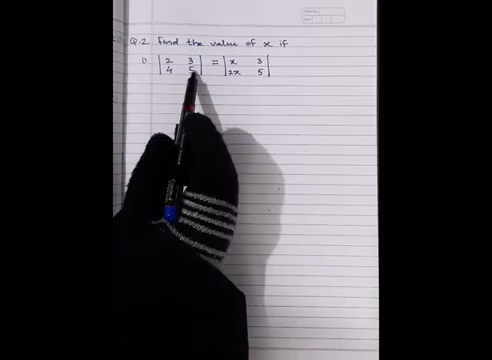 Q.2 Find the value of x if
i) | 2 3 | = | x 3 |
| 4 5 | | 2x 5 |